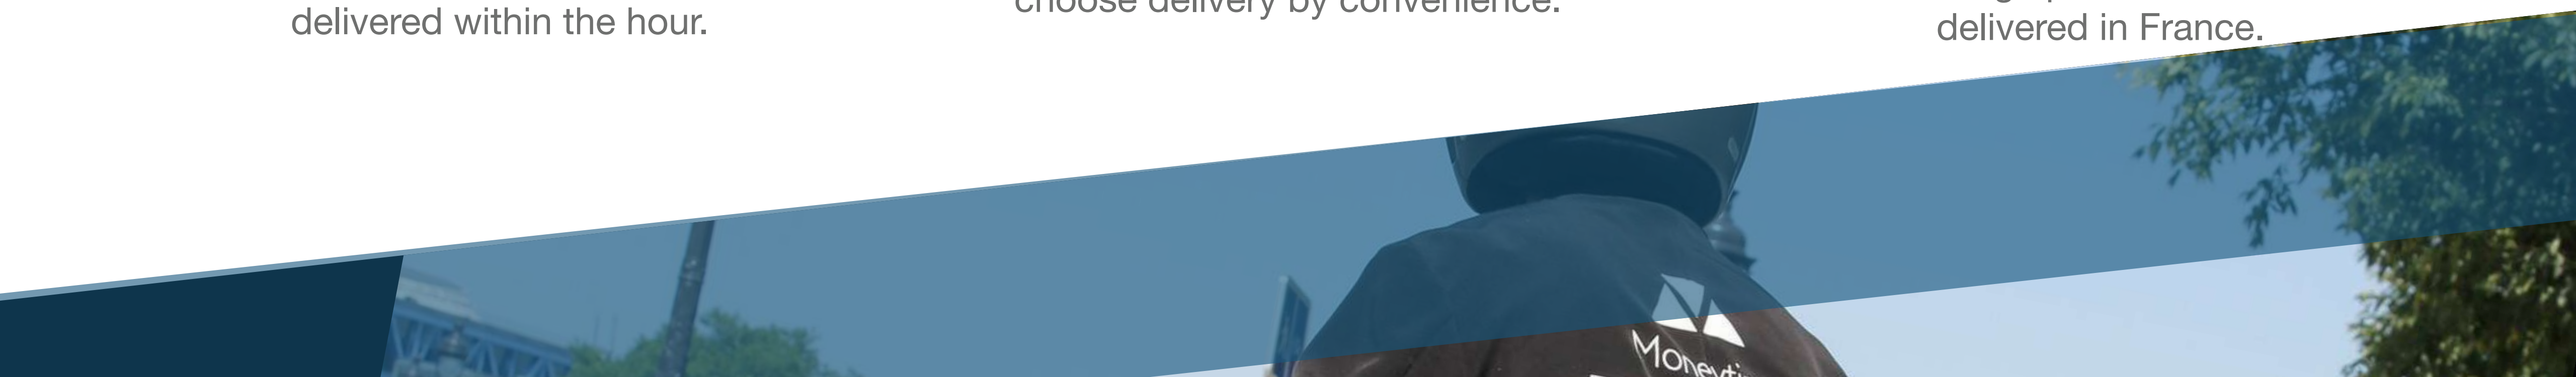 delivered within the hour.
choose delivery by convenience.
delivered in France.